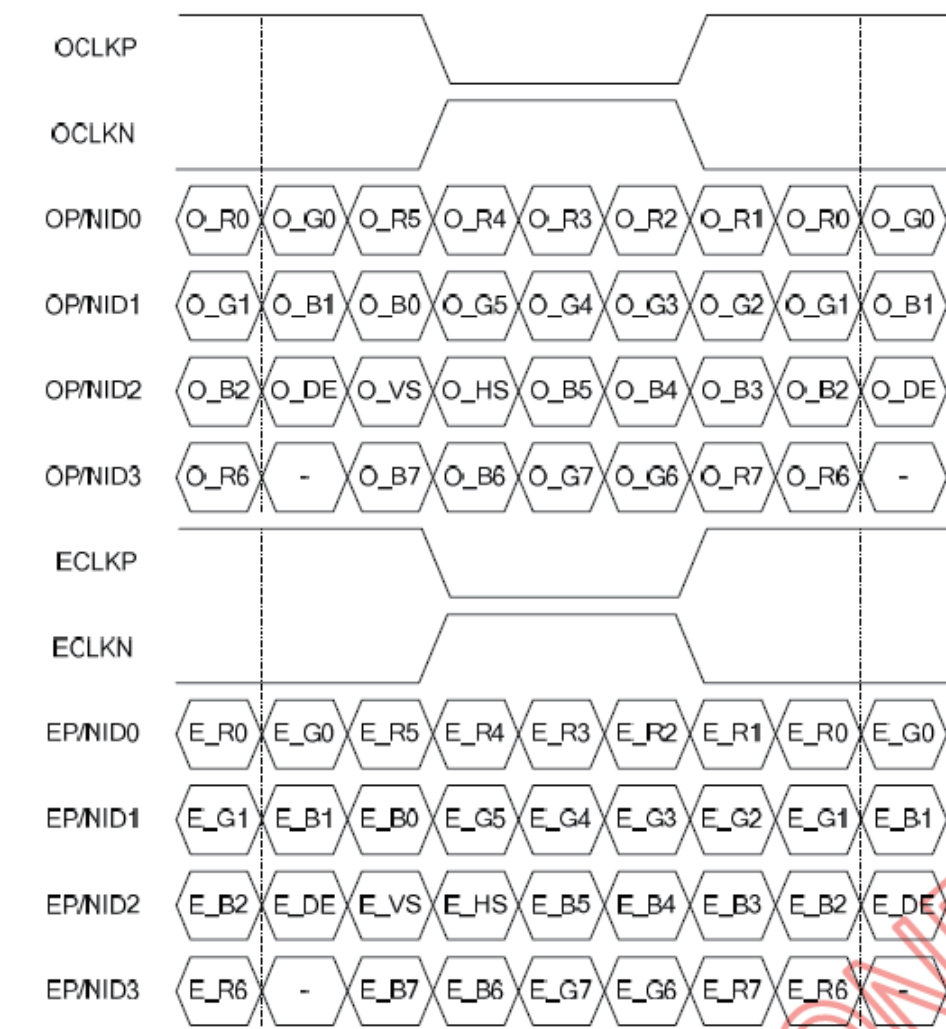 OCLKP
OCLKN
OP/NID0 O_R0 O_G0 O_R5 O_R4 O_R3 O_R2 O_R1 O_R0 O_G0
OP/NID1 O_G1 O_B1 O_B0 O_G5 O_G4 O_G3 O_G2 O_G1 O_B1
OP/NID2 O_B2 O_DE O_VS O_HS O_B5 O_B4 O_B3 O_B2 O_DE
OP/NID3 O_R6 - O_B7 O_B6 O_G7 O_G6 O_R7 O_R6 -
ECLKP
ECLKN
EP/NID0 E_R0 E_G0 E_R5 E_R4 E_R3 E_R2 E_R1 E_R0 E_G0
EP/NID1 E_G1 E_B1 E_B0 E_G5 E_G4 E_G3 E_G2 E_G1 E_B1
EP/NID2 E_B2 E_DE E_VS E_HS E_B5 E_B4 E_B3 E_B2 E_DE
EP/NID3 E_R6 - E_B7 E_B6 E_G7 E_G6 E_R7 E_R6 -